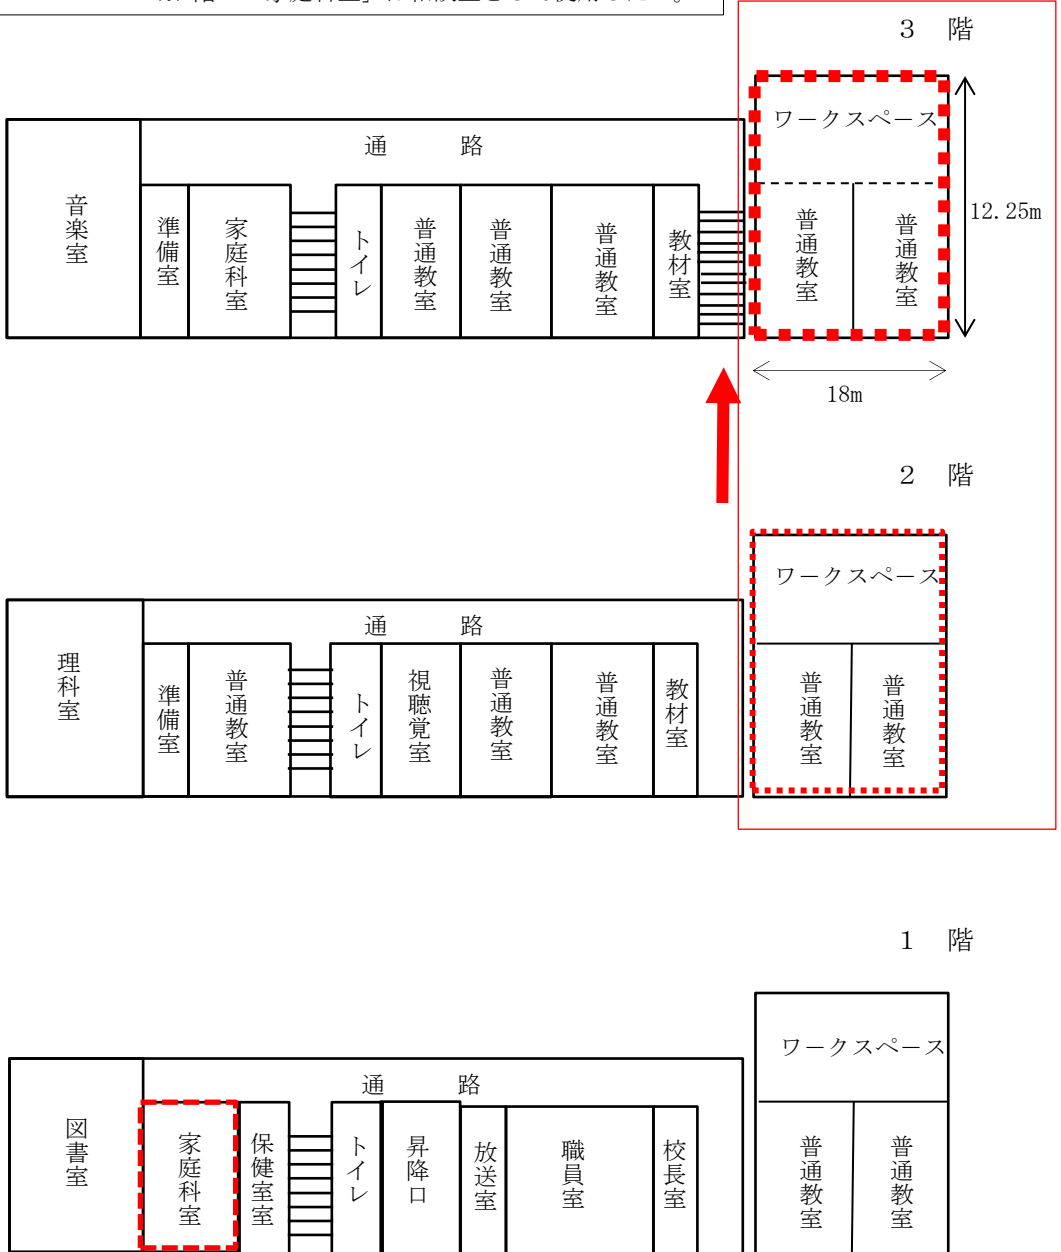 家庭科室」は
３　階
ワークスペース
通　路
音楽室
準備室
家庭科室
トイレ
普通教室
普通教室
普通教室
教材室
普通教室
普通教室
12.25m
18m
２　階
ワークスペース
通　路
理科室
準備室
普通教室
トイレ
視聴覚室
普通教室
普通教室
教材室
普通教室
普通教室
１　階
ワークスペース
通　路
図書室
家庭科室
保健室室
トイレ
昇降口
放送室
職員室
校長室
普通教室
普通教室